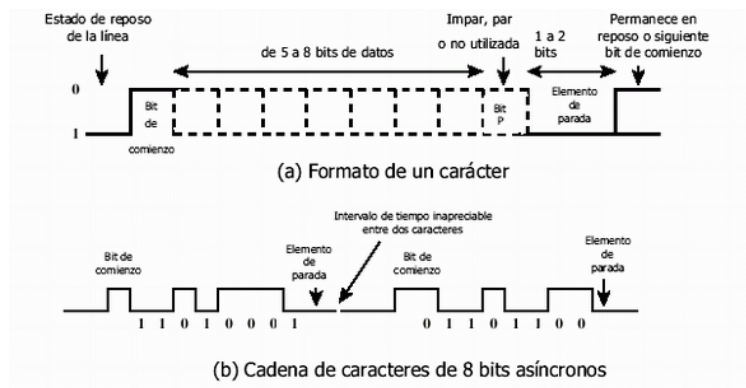 Estado de reposo
de la línea
de 5 a 8 bits de datos
Impar, par
o no utilizada
1 a 2
bits
Permanece en
reposo o siguiente
bit de comienzo
0
1
Bit
de
comienzo
Bit
P
Elemento
de
parada
(a) Formato de un carácter
Intervalo de tiempo inapreciable
entre dos caracteres
Bit de
comienzo
Elemento
de
parada
Bit de
comienzo
Elemento
de
parada
1 1 0 1 0 0 0 1
0 1 1 0 1 1 0 0
(b) Cadena de caracteres de 8 bits asíncronos